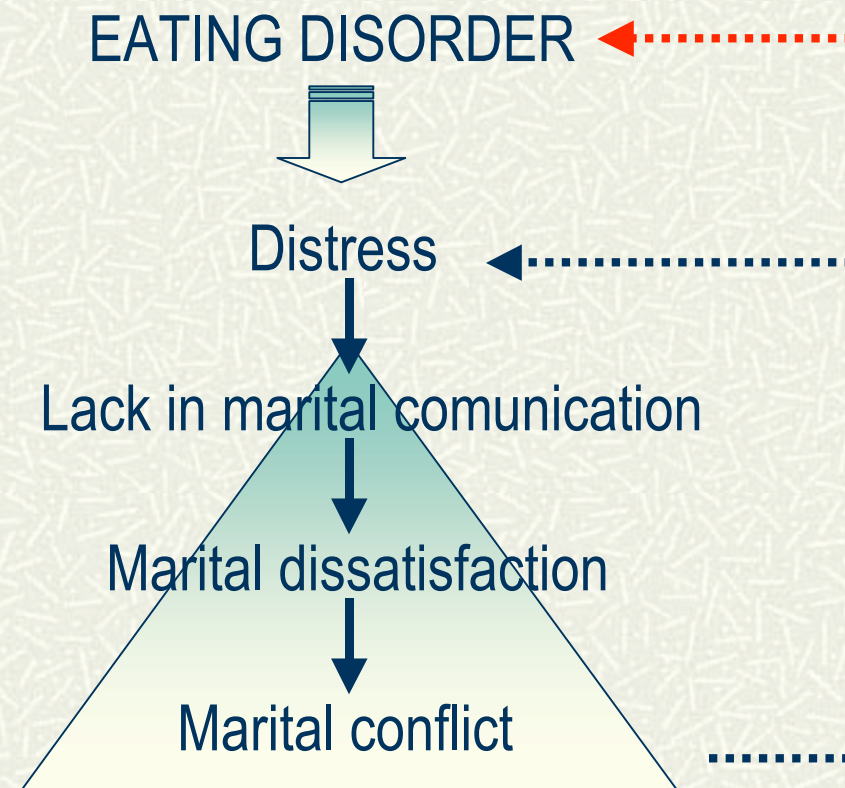 EATING DISORDER
Distress
Lack in marital comunication
Marital dissatisfaction
Marital conflict